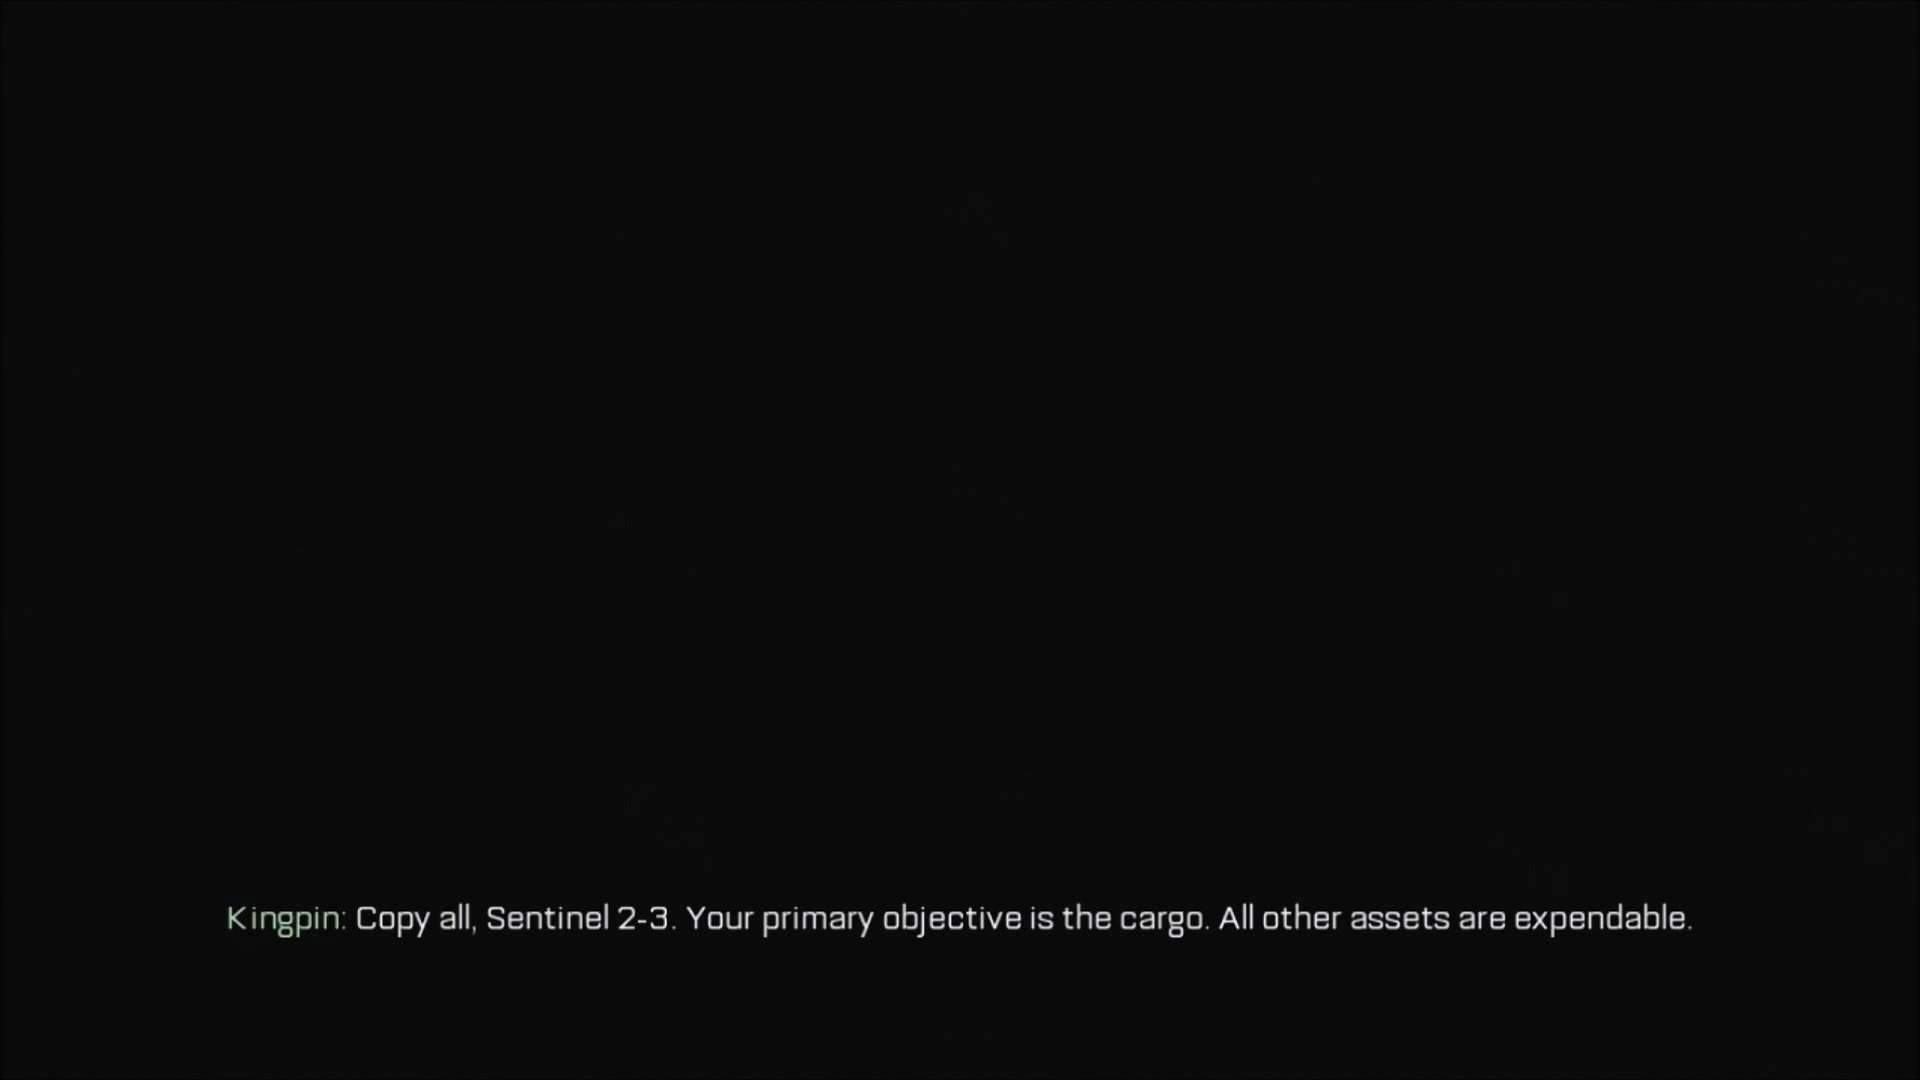 Kingpin: Copy all, Sentinel 2-3. Your primary objective is the cargo. All other assets are expendable.